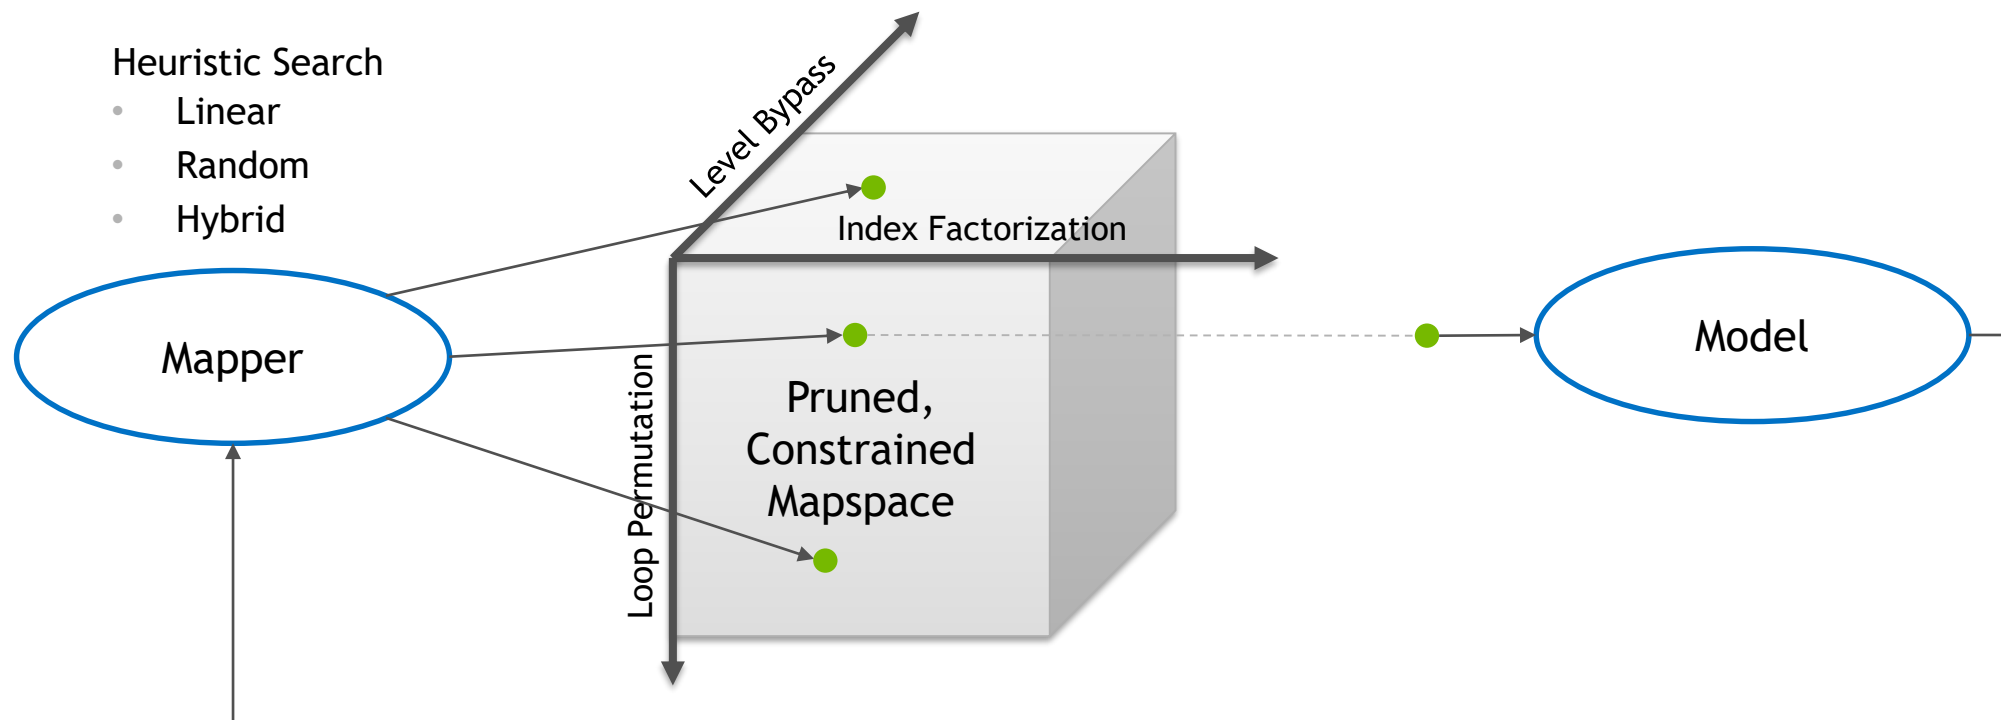 Heuristic Search
• Linear
• Random
• Hybrid
Level Bypass
Index Factorization
Mapper
Model
Loop Permutation
Pruned,
Constrained
Mapspace